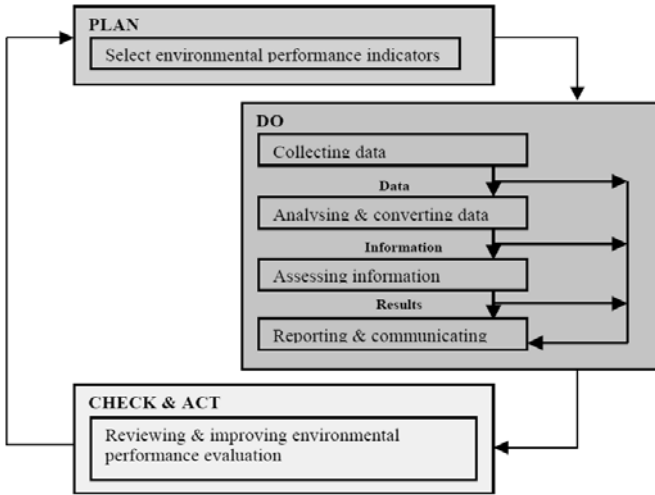 PLAN
Select environmental performance indicators
DO
Collecting data
Data
Analysing & converting data
Information
Assessing information
Results
Reporting & communicating
CHECK & ACT
Reviewing & improving environmental
performance evaluation